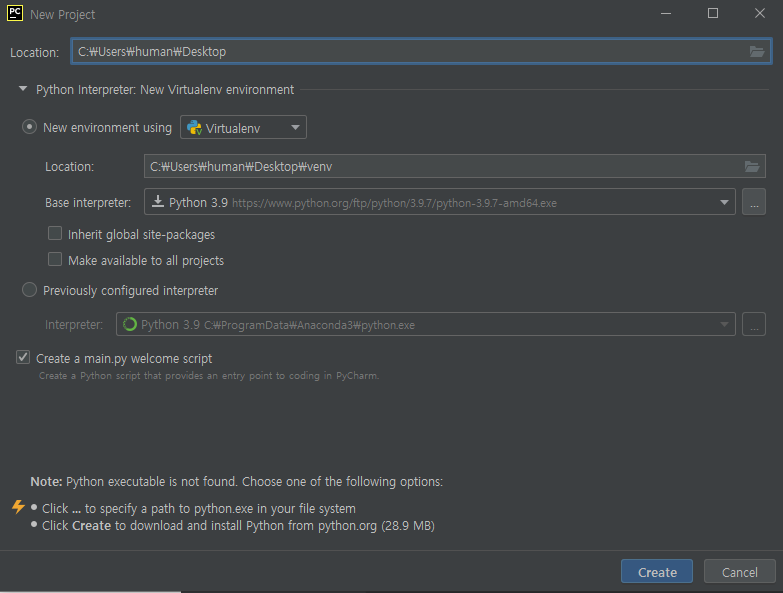 PC New Project
Location: C:₩Users₩human₩Desktop
Python Interpreter: New Virtualenv environment
New environment using Virtualenv
Location: C:₩Users₩human₩Desktop₩venv
Base interpreter: Python 3.9 https://www.python.org/ftp/python/3.9.7/python-3.9.7-amd64.exe ...
Inherit global site-packages
Make available to all projects
Previously configured interpreter
Interpreter: Python 3.9 C:₩ProgramData₩Anaconda3₩python.exe ...
Create a main.py welcome script
Create a Python script that provides an entry point to coding in PyCharm.
Note: Python executable is not found. Choose one of the following options:
• Click ... to specify a path to python.exe in your file system
• Click Create to download and install Python from python.org (28.9 MB)
Create Cancel